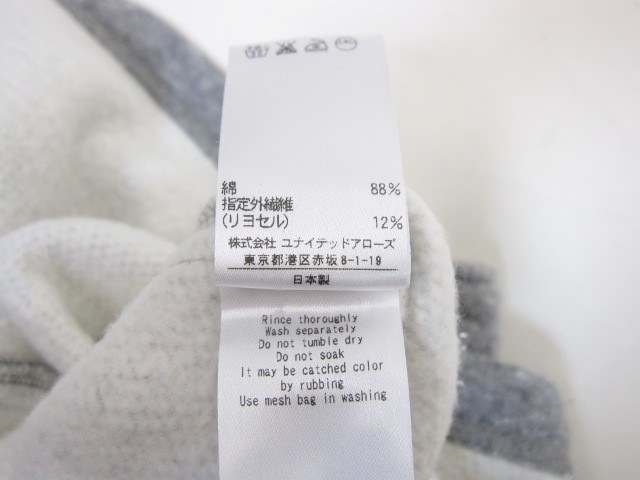 綿 88%
指定外繊維
(リヨセル) 12%
株式会社 ユナイテッドアローズ
東京都港区赤坂8-1-19
日本製
Rince thoroughly
Wash separately
Do not tumble dry
Do not soak
It may be catched color
by rubbing
Use mesh bag in washing